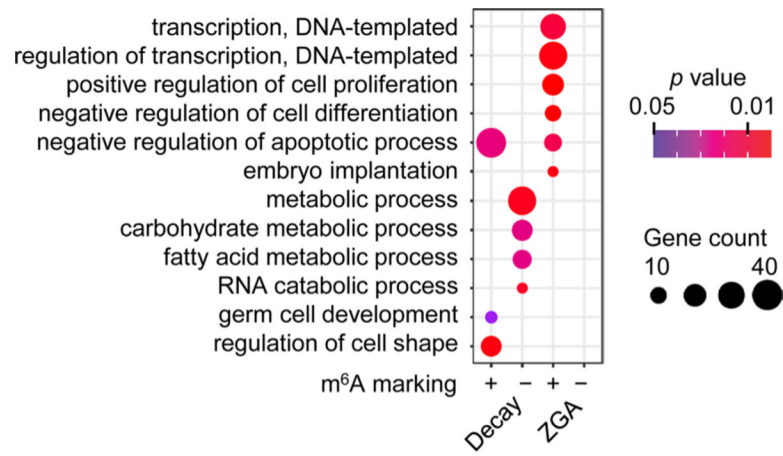 transcription, DNA-templated
regulation of transcription, DNA-templated
positive regulation of cell proliferation
negative regulation of cell differentiation
negative regulation of apoptotic process
embryo implantation
metabolic process
carbohydrate metabolic process
fatty acid metabolic process
RNA catabolic process
germ cell development
regulation of cell shape
m⁶A marking + − + −
Decay ZGA
p value
0.05 0.01
Gene count
10 40